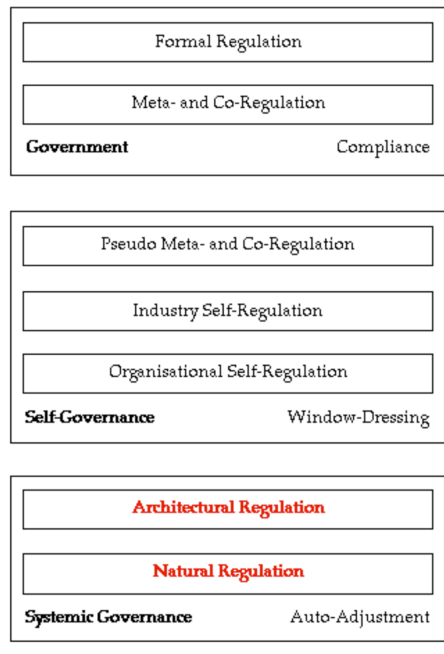 Formal Regulation
Meta- and Co-Regulation
Government Compliance
Pseudo Meta- and Co-Regulation
Industry Self-Regulation
Organisational Self-Regulation
Self-Governance Window-Dressing
Architectural Regulation
Natural Regulation
Systemic Governance Auto-Adjustment